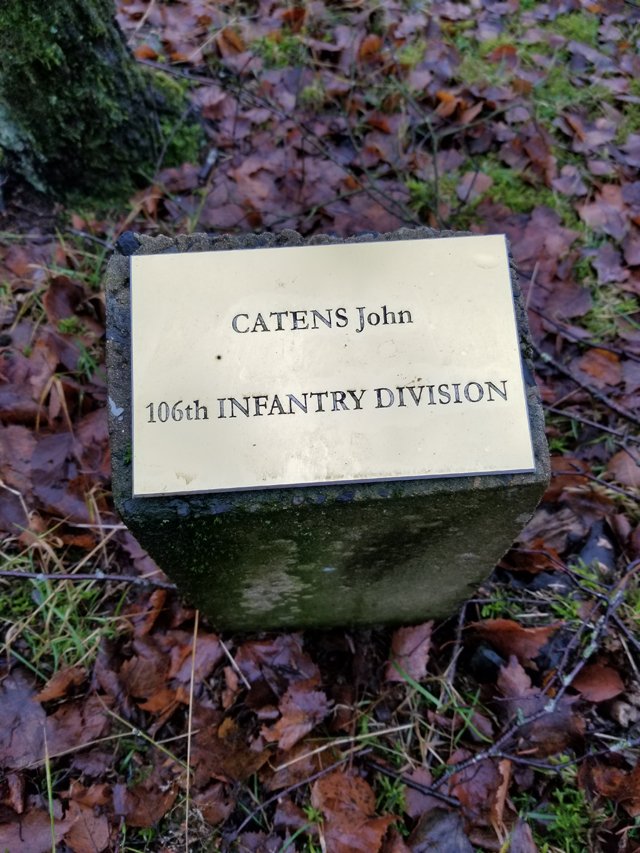 CATENS John
106th INFANTRY DIVISION